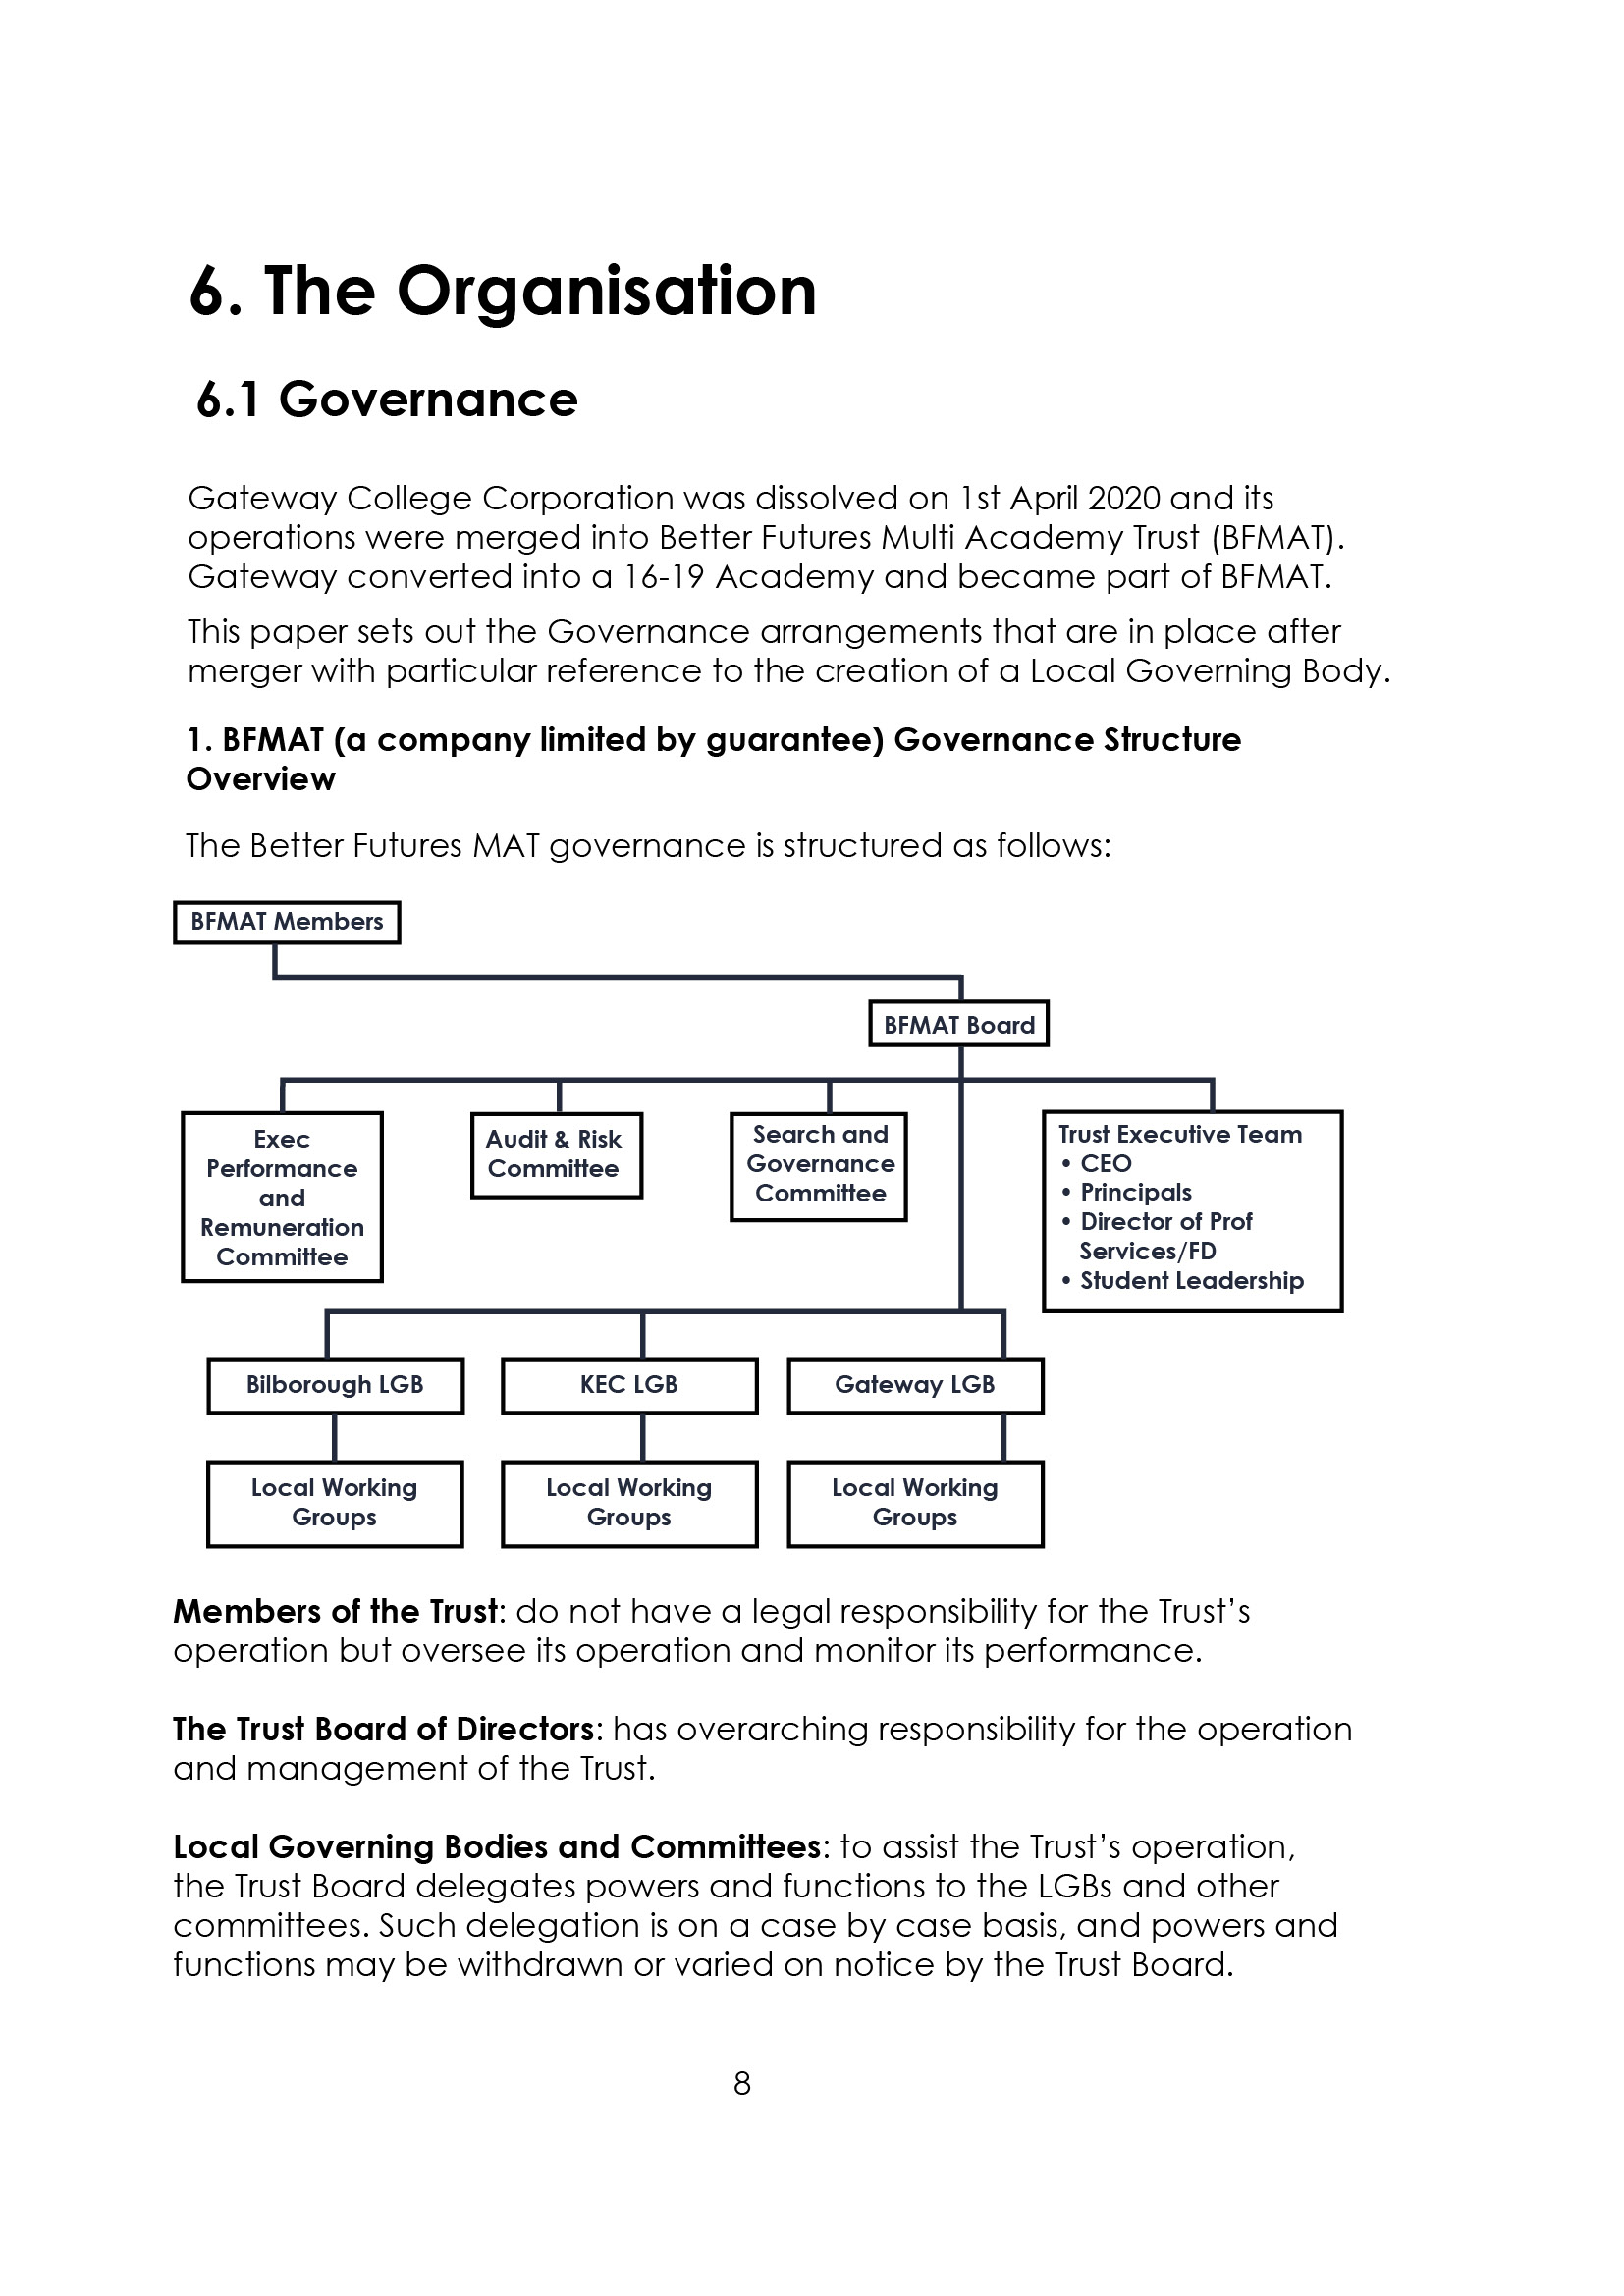 6. The Organisation
6.1 Governance
Gateway College Corporation was dissolved on 1st April 2020 and its
operations were merged into Better Futures Multi Academy Trust (BFMAT).
Gateway converted into a 16-19 Academy and became part of BFMAT.
This paper sets out the Governance arrangements that are in place after
merger with particular reference to the creation of a Local Governing Body.
1. BFMAT (a company limited by guarantee) Governance Structure
Overview
The Better Futures MAT governance is structured as follows:
BFMAT Members
BFMAT Board
Exec
Performance
and
Remuneration
Committee
Audit & Risk
Committee
Search and
Governance
Committee
Trust Executive Team
• CEO
• Principals
• Director of Prof
Services/FD
• Student Leadership
Bilborough LGB
KEC LGB
Gateway LGB
Local Working
Groups
Local Working
Groups
Local Working
Groups
Members of the Trust: do not have a legal responsibility for the Trust’s
operation but oversee its operation and monitor its performance.
The Trust Board of Directors: has overarching responsibility for the operation
and management of the Trust.
Local Governing Bodies and Committees: to assist the Trust’s operation,
the Trust Board delegates powers and functions to the LGBs and other
committees. Such delegation is on a case by case basis, and powers and
functions may be withdrawn or varied on notice by the Trust Board.
8